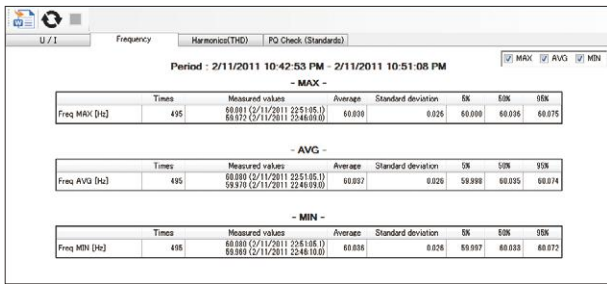 U / I Frequency Harmonics(THD) PQ Check (Standards)
MAX AVG MIN
Period : 2/11/2011 10:42:53 PM - 2/11/2011 10:51:08 PM
- MAX -
Times Measured values Average Standard deviation 5% 50% 95%
Freq MAX [Hz] 495 60.081 (2/11/2011 22:51:05.1) 60.038 0.026 60.000 60.036 60.075
59.972 (2/11/2011 22:46:09.0)
- AVG -
Times Measured values Average Standard deviation 5% 50% 95%
Freq AVG [Hz] 495 60.080 (2/11/2011 22:51:05.1) 60.037 0.026 59.998 60.035 60.074
59.970 (2/11/2011 22:46:09.0)
- MIN -
Times Measured values Average Standard deviation 5% 50% 95%
Freq MIN [Hz] 495 60.080 (2/11/2011 22:51:05.1) 60.036 0.026 59.997 60.033 60.072
59.969 (2/11/2011 22:46:10.0)